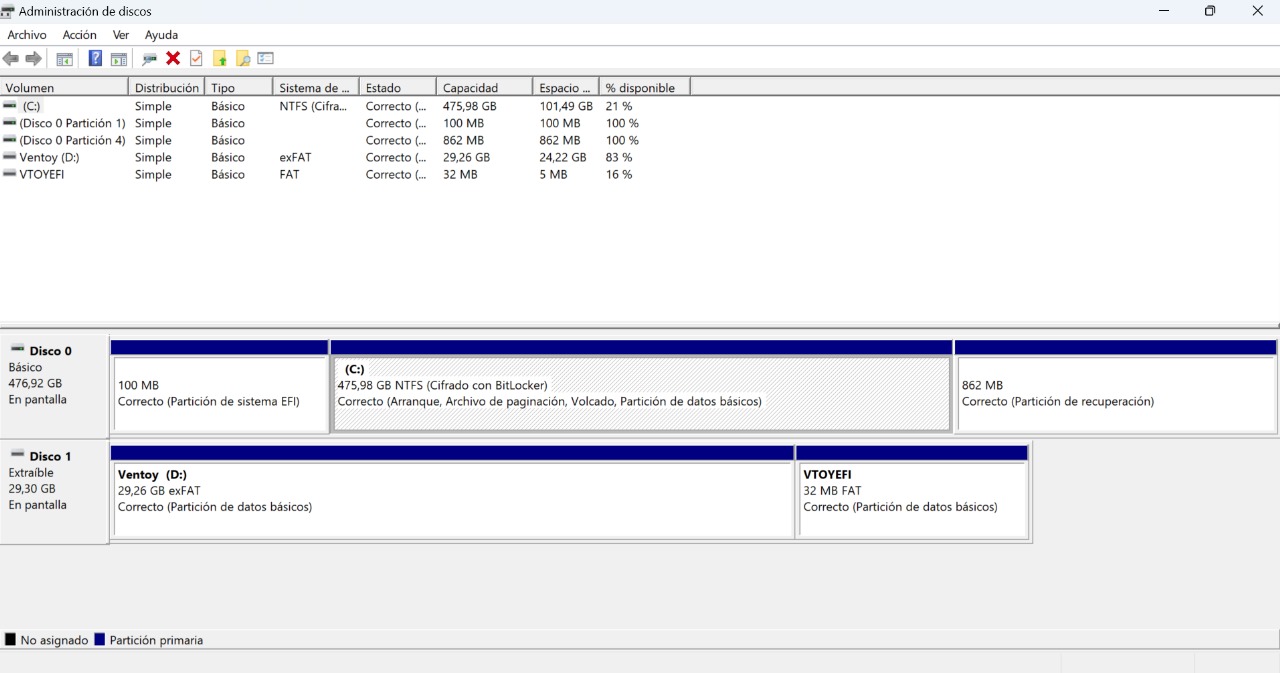 Administración de discos
Archivo Acción Ver Ayuda
Volumen Distribución Tipo Sistema de ... Estado Capacidad Espacio ... % disponible
(C:) Simple Básico NTFS (Cifra... Correcto (... 475,98 GB 101,49 GB 21 %
(Disco 0 Partición 1) Simple Básico Correcto (... 100 MB 100 MB 100 %
(Disco 0 Partición 4) Simple Básico Correcto (... 862 MB 862 MB 100 %
Ventoy (D:) Simple Básico exFAT Correcto (... 29,26 GB 24,22 GB 83 %
VTOYEFI Simple Básico FAT Correcto (... 32 MB 5 MB 16 %
Disco 0
Básico
476,92 GB
En pantalla
100 MB
Correcto (Partición de sistema EFI)
(C:)
475,98 GB NTFS (Cifrado con BitLocker)
Correcto (Arranque, Archivo de paginación, Volcado, Partición de datos básicos)
862 MB
Correcto (Partición de recuperación)
Disco 1
Extraíble
29,30 GB
En pantalla
Ventoy (D:)
29,26 GB exFAT
Correcto (Partición de datos básicos)
VTOYEFI
32 MB FAT
Correcto (Partición de datos básicos)
No asignado Partición primaria